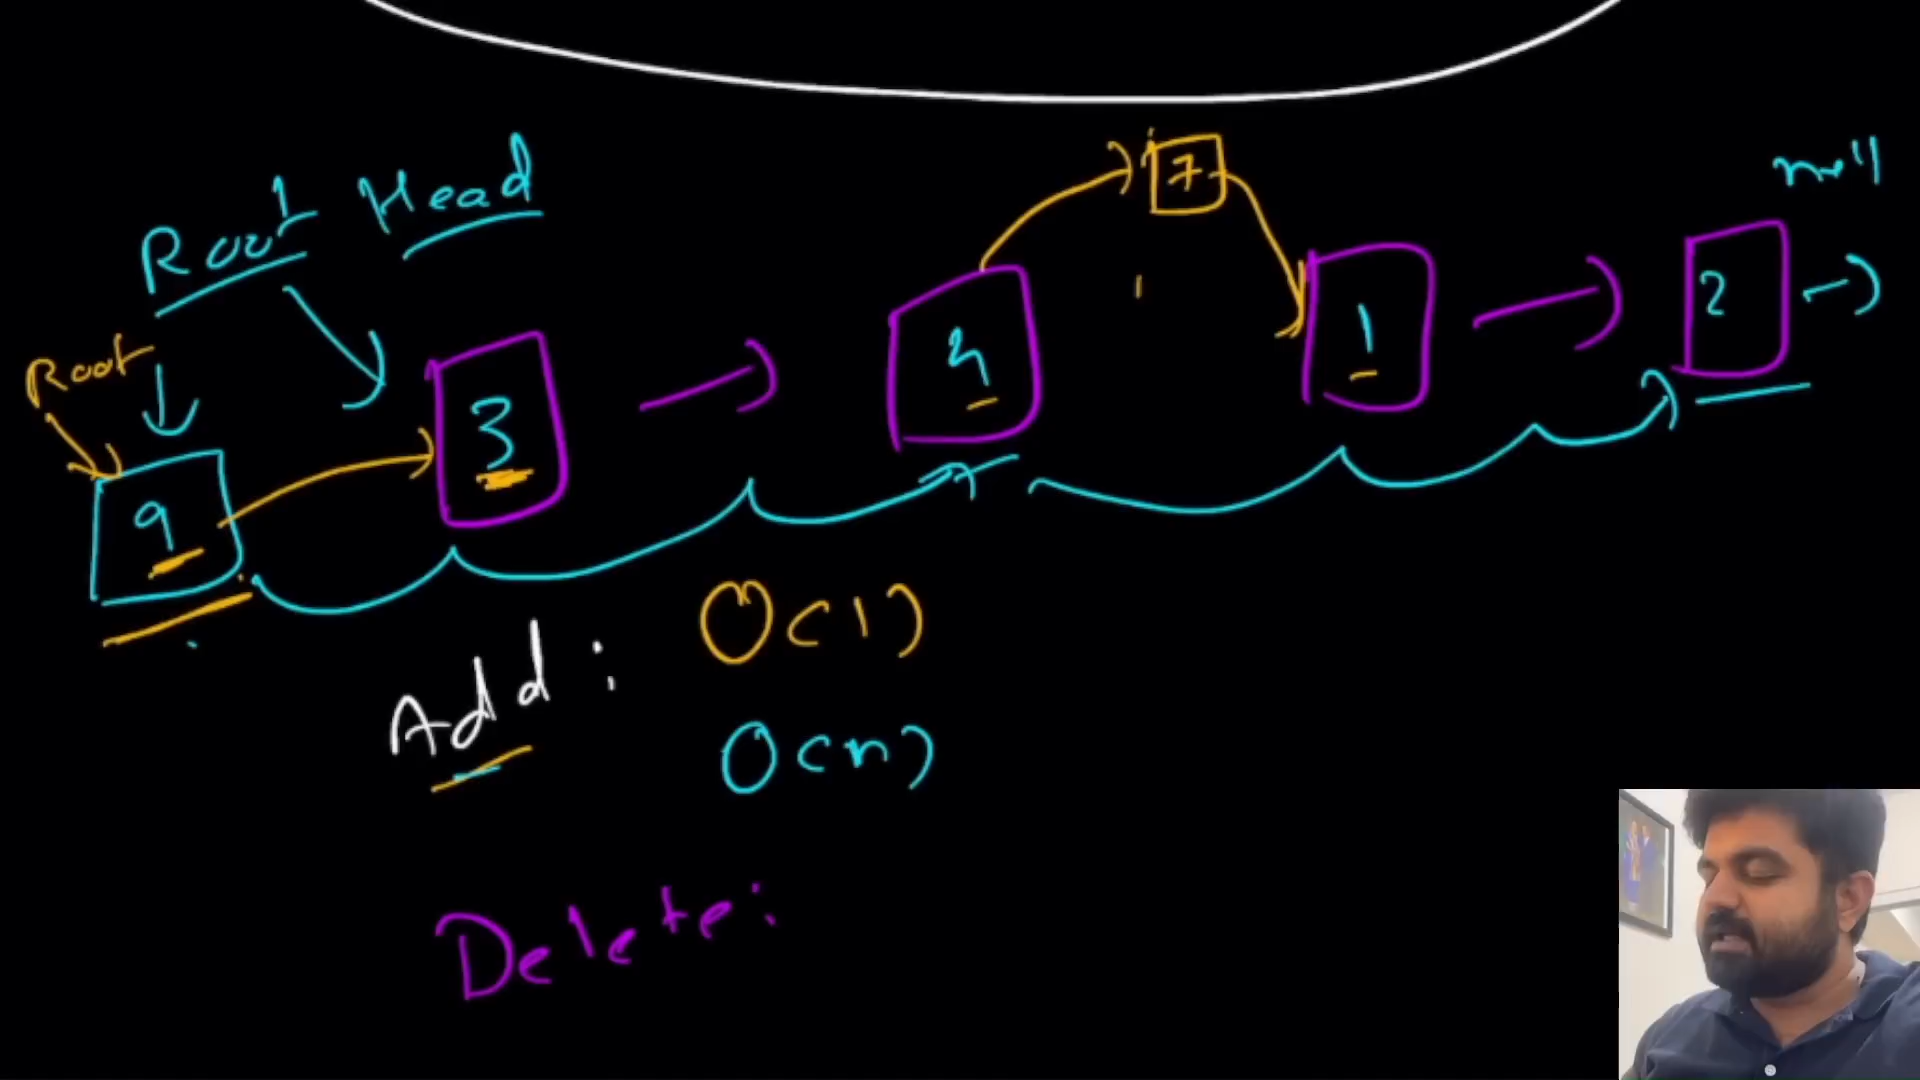 Root Head
null
Root
7
9
3
4
1
2
Add: O(1)
O(n)
Delete: